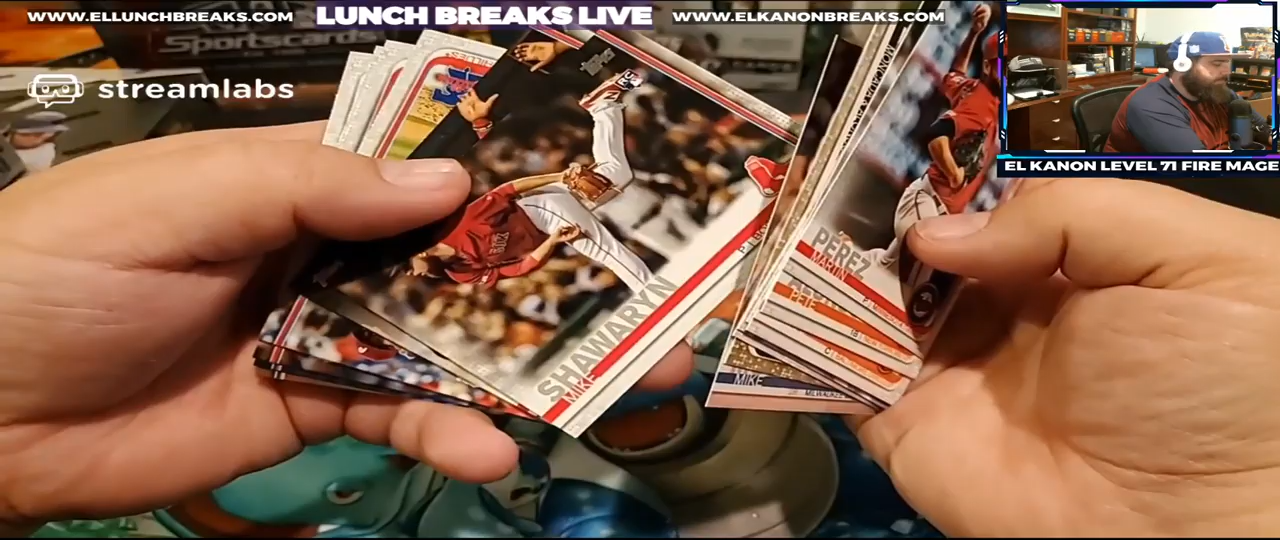 WWW.ELLUNCHBREAKS.COM
LUNCH BREAKS LIVE
WWW.ELKANONBREAKS.COM
Sportscards
streamlabs
EL KANON LEVEL 71 FIRE MAGE
SHAWARYN
MIKE
PEREZ
MARTIN
PETE
MIKE